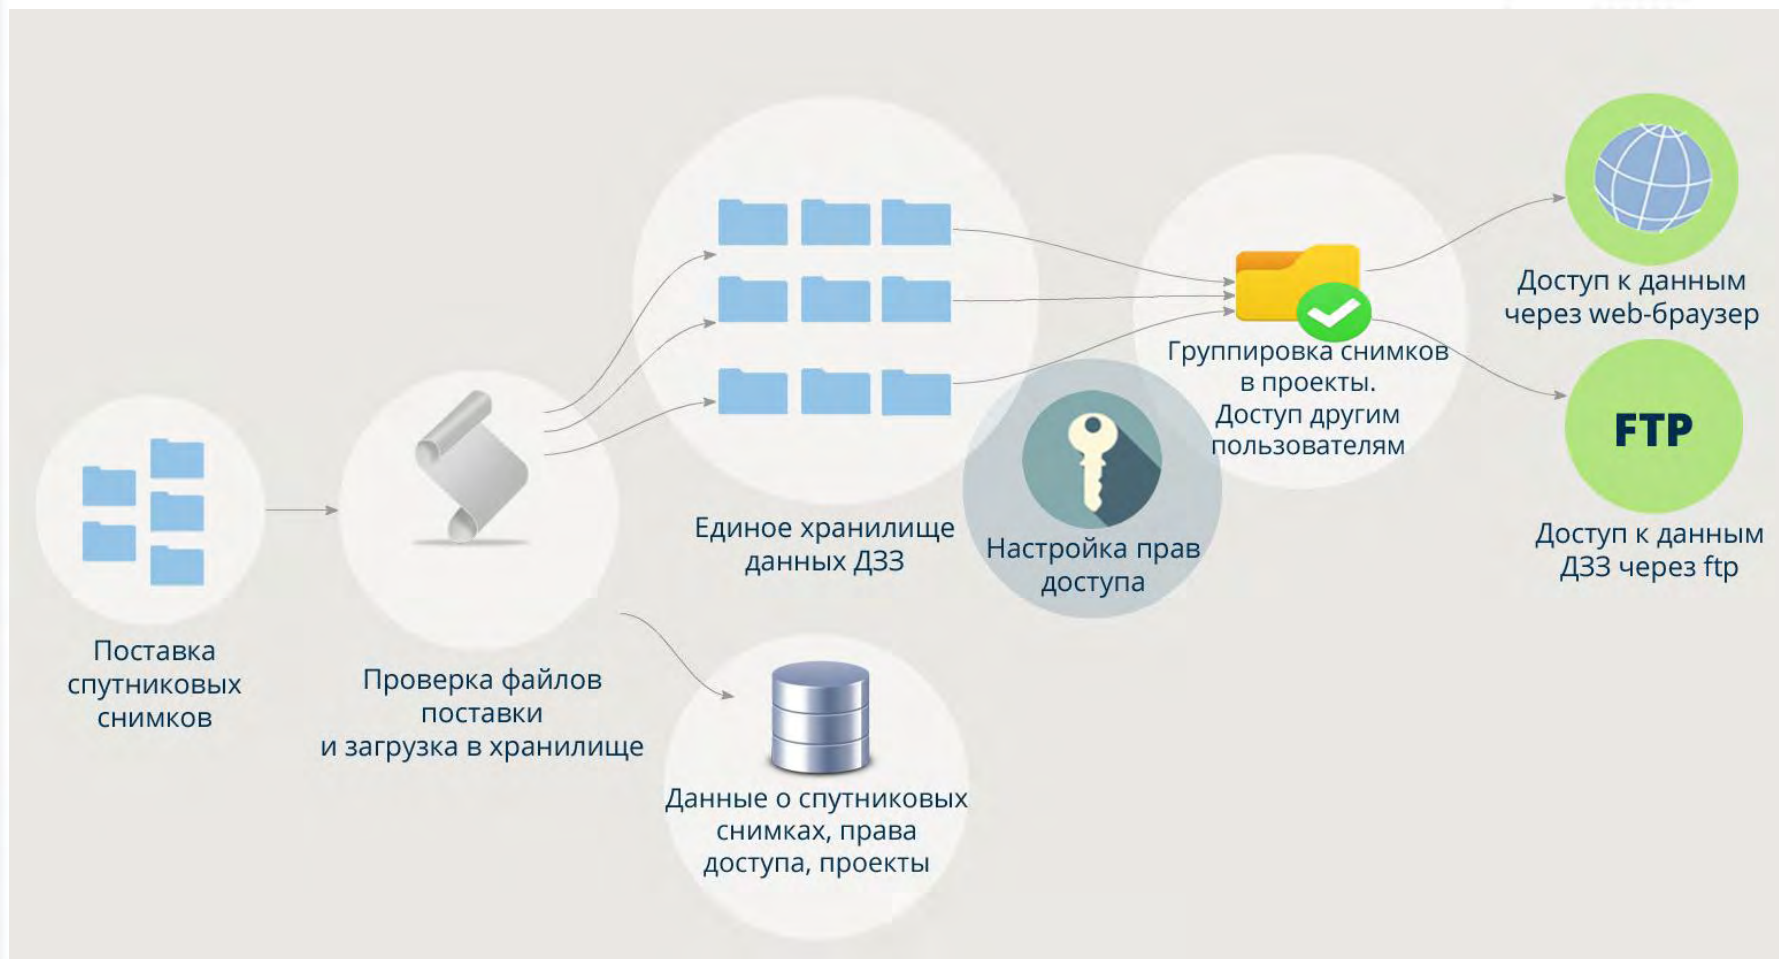 Поставка
спутниковых
снимков
Проверка файлов
поставки
и загрузка в хранилище
Единое хранилище
данных ДЗЗ
Данные о спутниковых
снимках, права
доступа, проекты
Настройка прав
доступа
Группировка снимков
в проекты.
Доступ другим
пользователям
Доступ к данным
через web-браузер
FTP
Доступ к данным
ДЗЗ через ftp